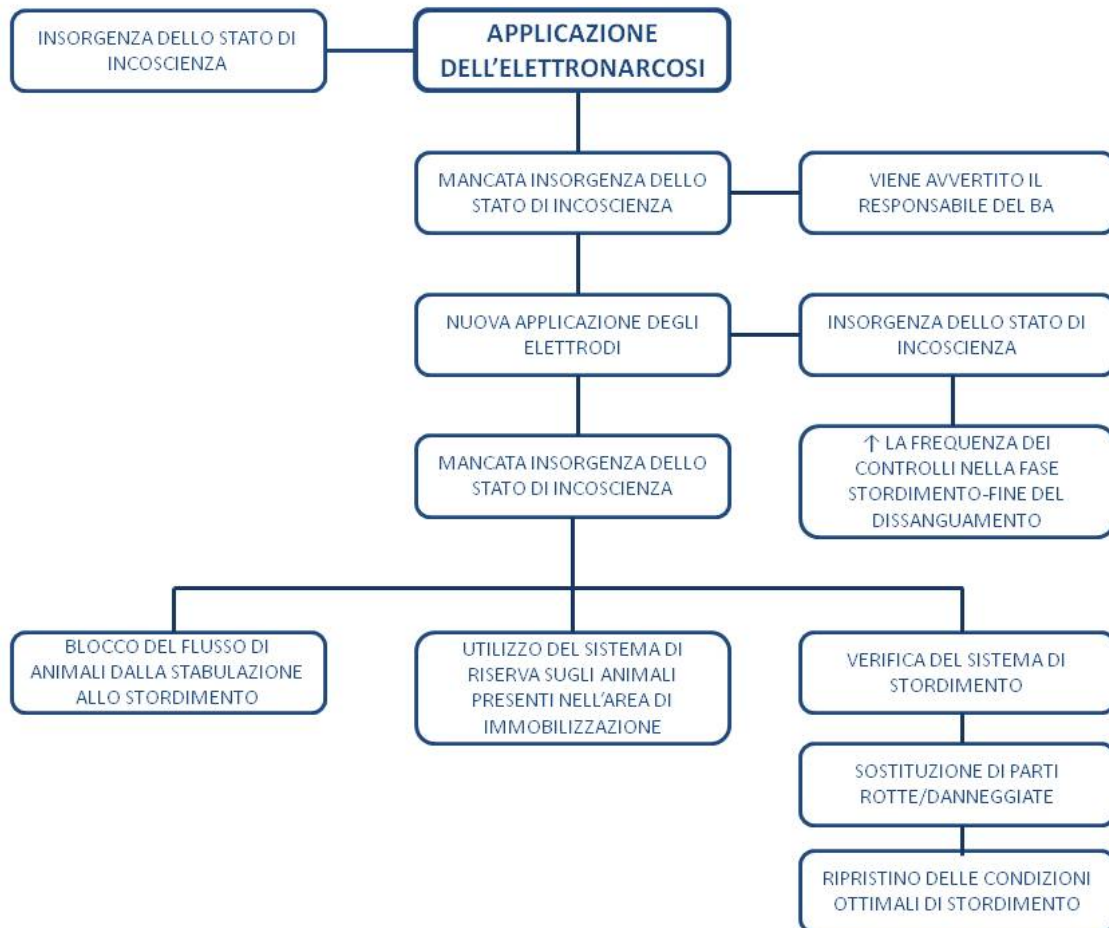 INSORGENZA DELLO STATO DI
INCOSCIENZA
APPLICAZIONE
DELL'ELETTRONARCOSI
MANCATA INSORGENZA DELLO
STATO DI INCOSCIENZA
VIENE AVVERTITO IL
RESPONSABILE DEL BA
NUOVA APPLICAZIONE DEGLI
ELETTRODI
INSORGENZA DELLO STATO DI
INCOSCIENZA
MANCATA INSORGENZA DELLO
STATO DI INCOSCIENZA
↑ LA FREQUENZA DEI
CONTROLLI NELLA FASE
STORDIMENTO-FINE DEL
DISSANGUAMENTO
BLOCCO DEL FLUSSO DI
ANIMALI DALLA STABULAZIONE
ALLO STORDIMENTO
UTILIZZO DEL SISTEMA DI
RISERVA SUGLI ANIMALI
PRESENTI NELL'AREA DI
IMMOBILIZZAZIONE
VERIFICA DEL SISTEMA DI
STORDIMENTO
SOSTITUZIONE DI PARTI
ROTTE/DANNEGGIATE
RIPRISTINO DELLE CONDIZIONI
OTTIMALI DI STORDIMENTO